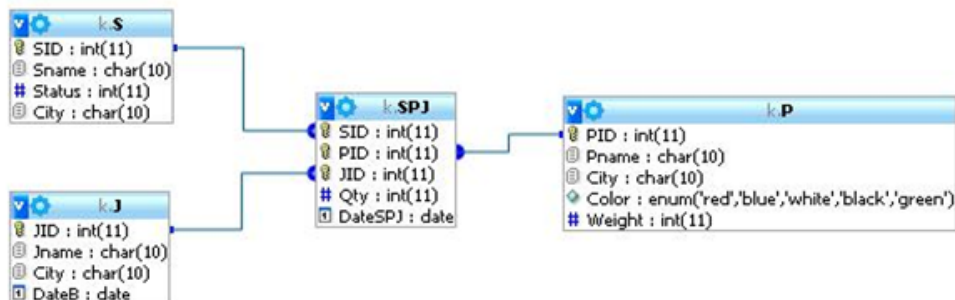 k.S
SID : int(11)
Sname : char(10)
Status : int(11)
City : char(10)
k.J
JID : int(11)
Jname : char(10)
City : char(10)
DateB : date
k.SPJ
SID : int(11)
PID : int(11)
JID : int(11)
Qty : int(11)
DateSPJ : date
k.P
PID : int(11)
Pname : char(10)
City : char(10)
Color : enum('red','blue','white','black','green')
Weight : int(11)